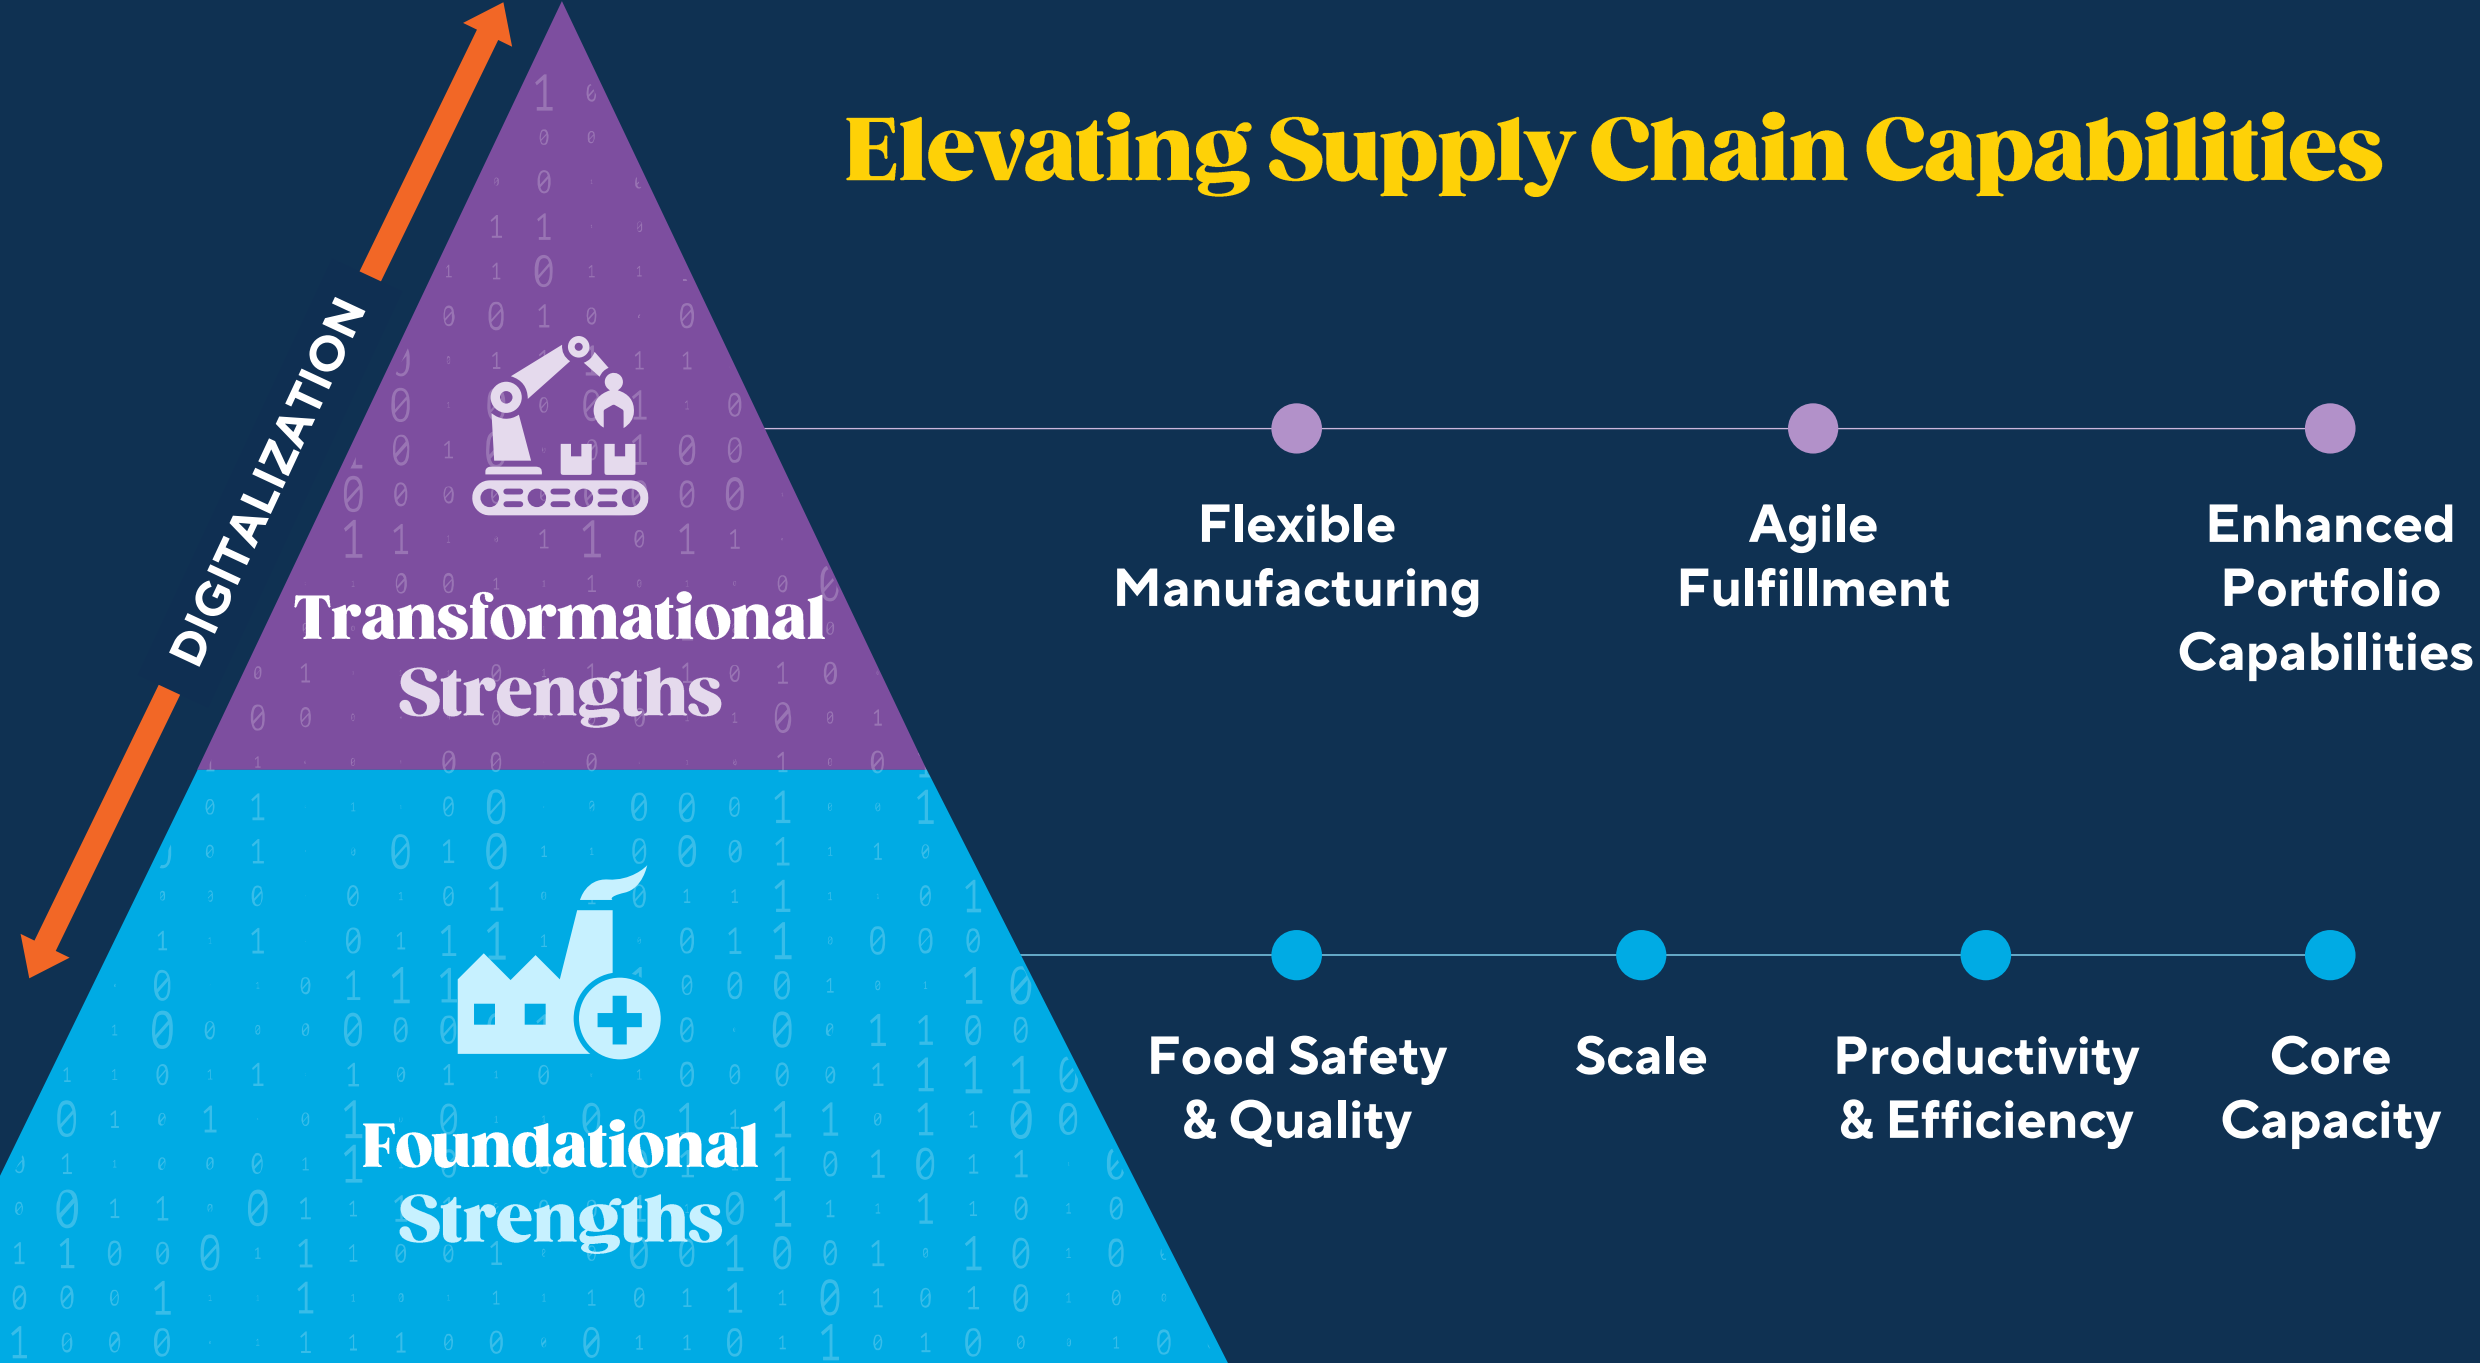 Elevating Supply Chain Capabilities
DIGITALIZATION
Transformational
Strengths
Flexible
Manufacturing
Agile
Fulfillment
Enhanced
Portfolio
Capabilities
Foundational
Strengths
Food Safety
& Quality
Scale
Productivity
& Efficiency
Core
Capacity